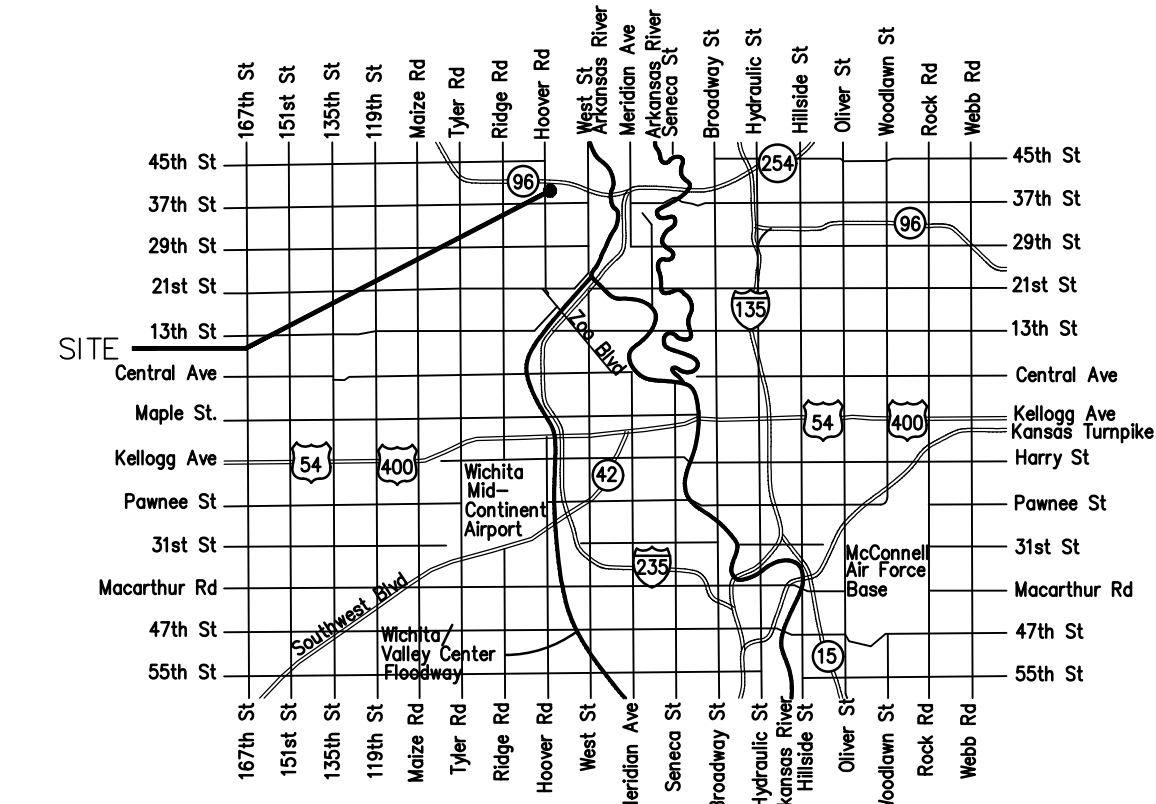 167th St
151st St
135th St
119th St
Maize Rd
Tyler Rd
Ridge Rd
Hoover Rd
West St
Arkansas River
Meridian Ave
Arkansas River
Seneca St
Broadway St
Hydraulic St
Hillside St
Oliver St
Woodlawn St
Rock Rd
Webb Rd
45th St
254
45th St
96
37th St
37th St
96
29th St
29th St
21st St
21st St
135
13th St
Zoo Blvd
13th St
SITE
Central Ave
Central Ave
Maple St.
54
400
Kellogg Ave
Kansas Turnpike
Kellogg Ave
54
400
Wichita
Mid-
Continent
Airport
42
Harry St
Pawnee St
Pawnee St
31st St
235
McConnell
Air Force
Base
31st St
Macarthur Rd
Southwest Blvd
Macarthur Rd
47th St
Wichita/
Valley Center
Floodway
47th St
15
55th St
55th St
167th St
151st St
135th St
119th St
Maize Rd
Tyler Rd
Ridge Rd
Hoover Rd
West St
eridian Ave
Seneca St
Broadway St
Hydraulic St
kansas River
Hillside St
Oliver St
Woodlawn St
Rock Rd
Webb Rd